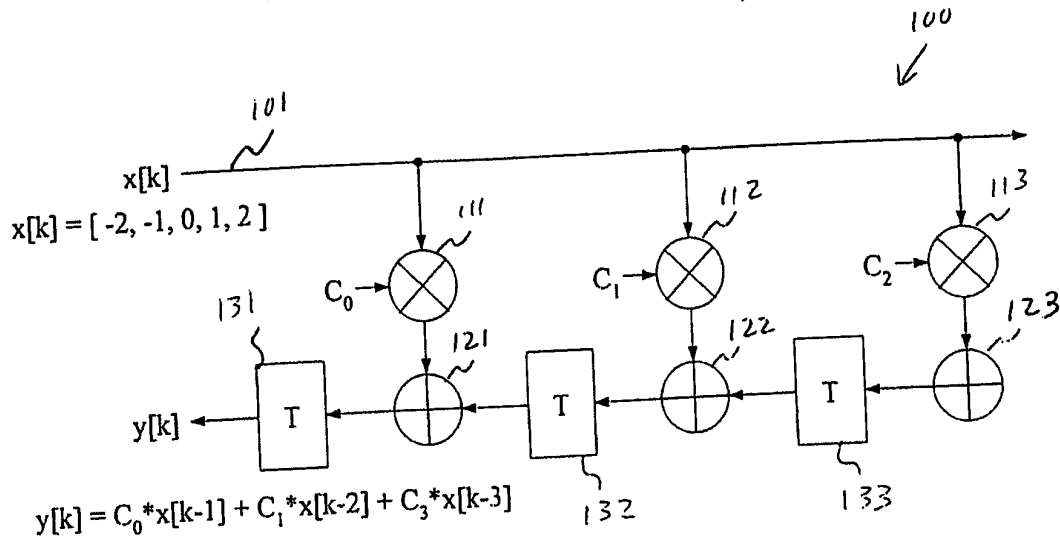 100
101
x[k]
x[k] = [ -2, -1, 0, 1, 2 ]
111
112
113
C₀
C₁
C₂
131
121
122
123
y[k]
T
T
T
132
133
y[k] = C₀*x[k-1] + C₁*x[k-2] + C₃*x[k-3]